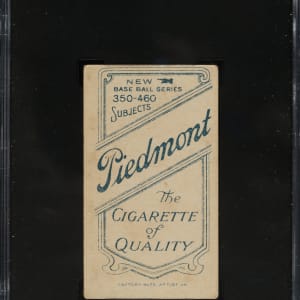 NEW
BASE BALL SERIES
350-460
SUBJECTS
Piedmont
The
CIGARETTE
of
QUALITY